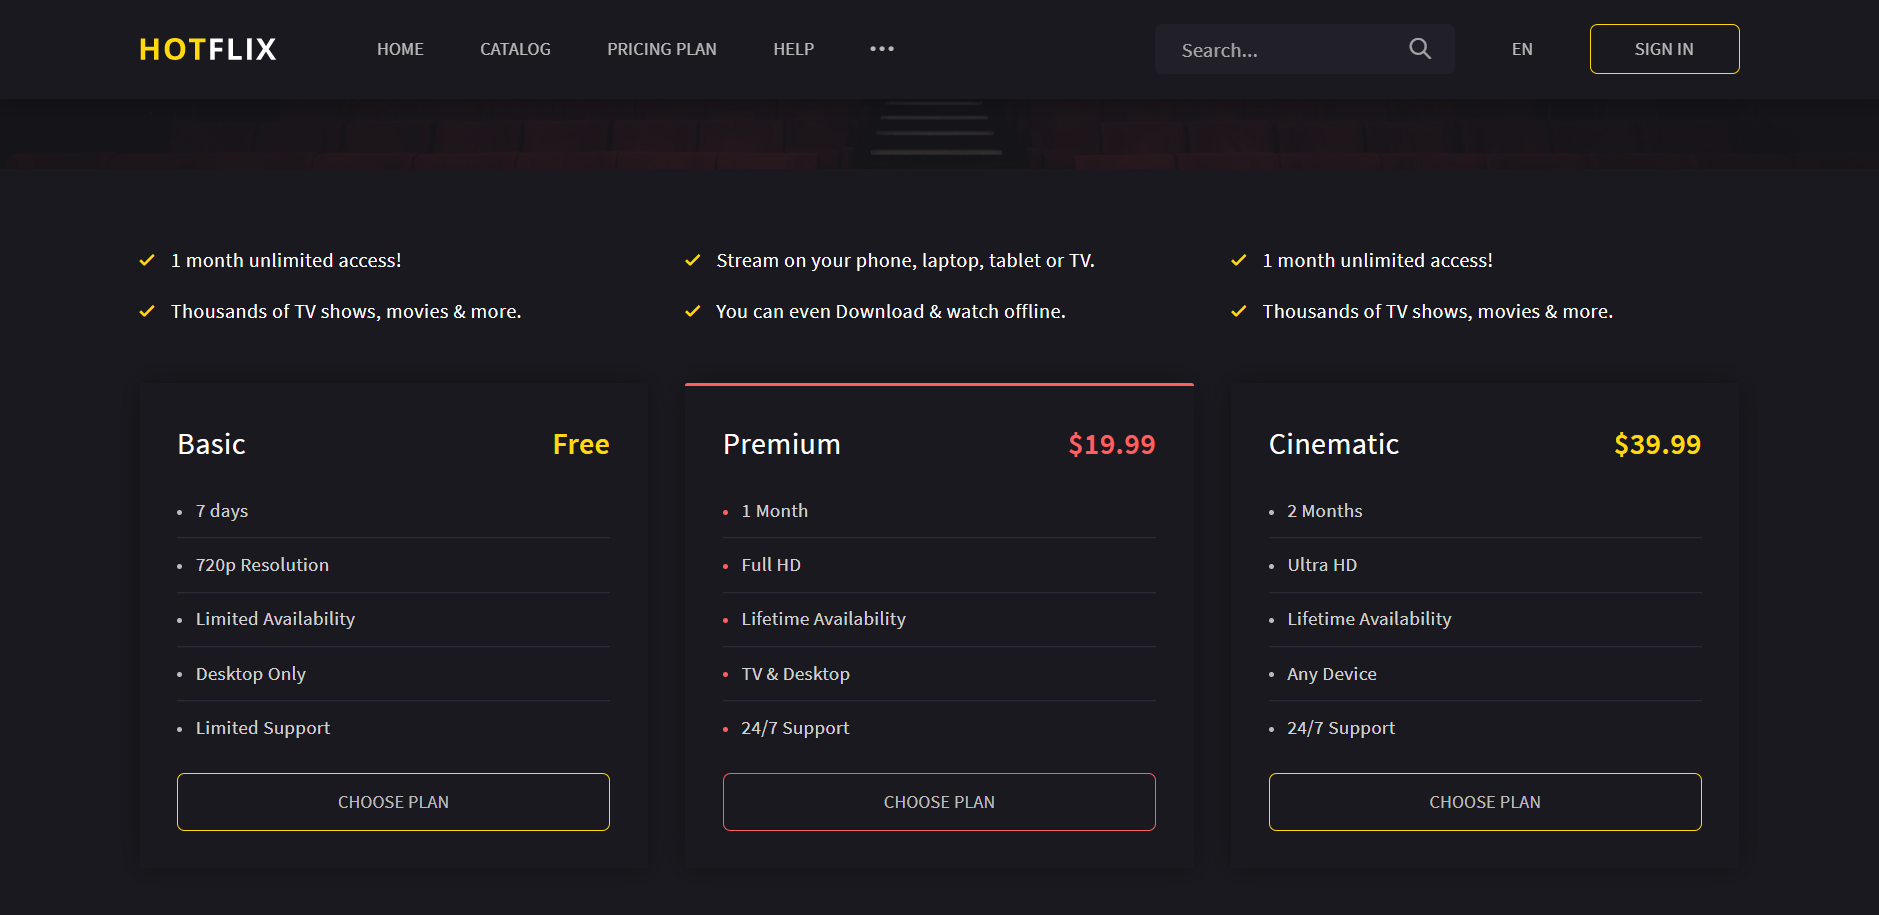 HOTFLIX
HOME
CATALOG
PRICING PLAN
HELP
Search...
EN
SIGN IN
1 month unlimited access!
Stream on your phone, laptop, tablet or TV.
1 month unlimited access!
Thousands of TV shows, movies & more.
You can even Download & watch offline.
Thousands of TV shows, movies & more.
Basic
Free
7 days
720p Resolution
Limited Availability
Desktop Only
Limited Support
CHOOSE PLAN
Premium
$19.99
1 Month
Full HD
Lifetime Availability
TV & Desktop
24/7 Support
CHOOSE PLAN
Cinematic
$39.99
2 Months
Ultra HD
Lifetime Availability
Any Device
24/7 Support
CHOOSE PLAN